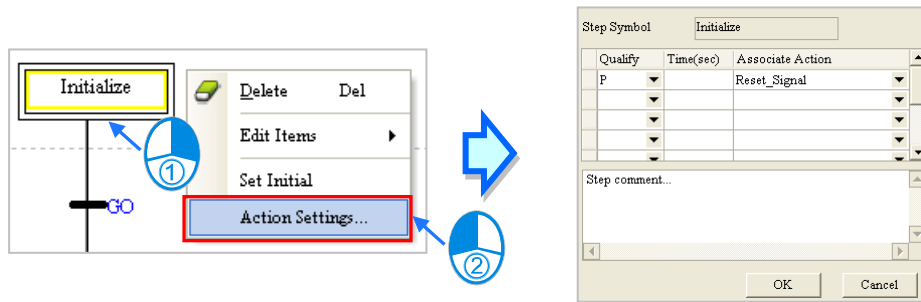 Initialize
GO
Delete Del
Edit Items
Set Initial
Action Settings...
1
2
Step Symbol Initialize
Qualify Time(sec) Associate Action
P Reset_Signal
Step comment...
OK Cancel